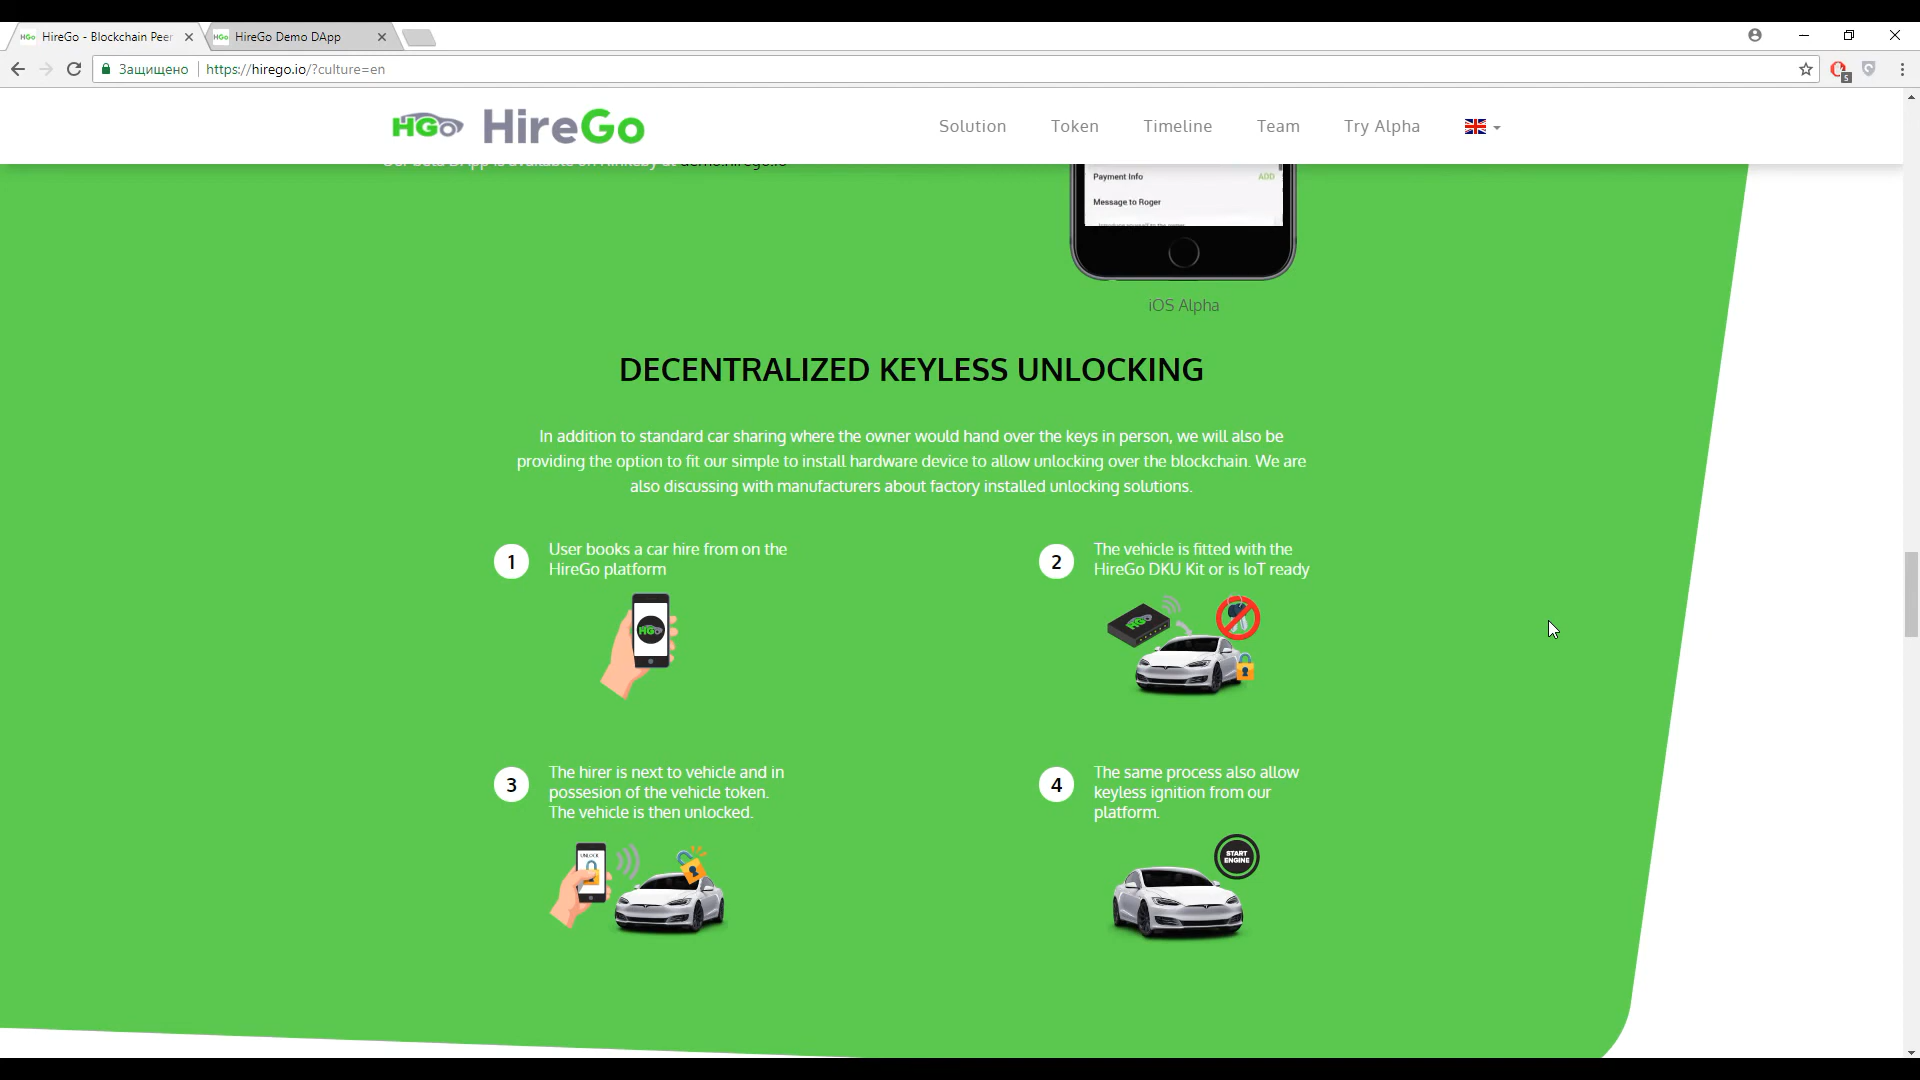 HireGo - Blockchain Peer
HireGo Demo DApp
Защищено
https://hirego.io/?culture=en
5
HGo HireGo
Solution
Token
Timeline
Team
Try Alpha
Payment Info
ADD
Message to Roger
iOS Alpha
DECENTRALIZED KEYLESS UNLOCKING
In addition to standard car sharing where the owner would hand over the keys in person, we will also be
providing the option to fit our simple to install hardware device to allow unlocking over the blockchain. We are
also discussing with manufacturers about factory installed unlocking solutions.
1
User books a car hire from on the
HireGo platform
HGo
2
The vehicle is fitted with the
HireGo DKU Kit or is IoT ready
HGo
3
The hirer is next to vehicle and in
possesion of the vehicle token.
The vehicle is then unlocked.
UNLOCK
4
The same process also allow
keyless ignition from our
platform.
START
ENGINE